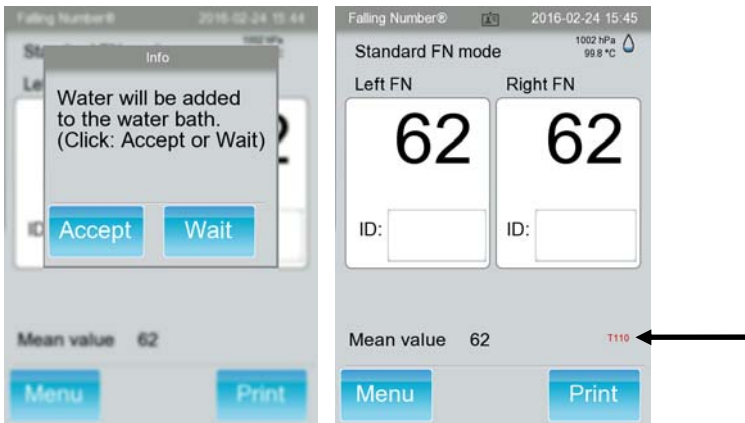 Falling Number® 2016-02-24 15:44
Info
Water will be added
to the water bath.
(Click: Accept or Wait)
Accept Wait
Mean value 62
Menu Print
Falling Number® 2016-02-24 15:45
Standard FN mode
1002 hPa
99.8 °C
Left FN Right FN
62 62
ID: ID:
Mean value 62 T110
Menu Print